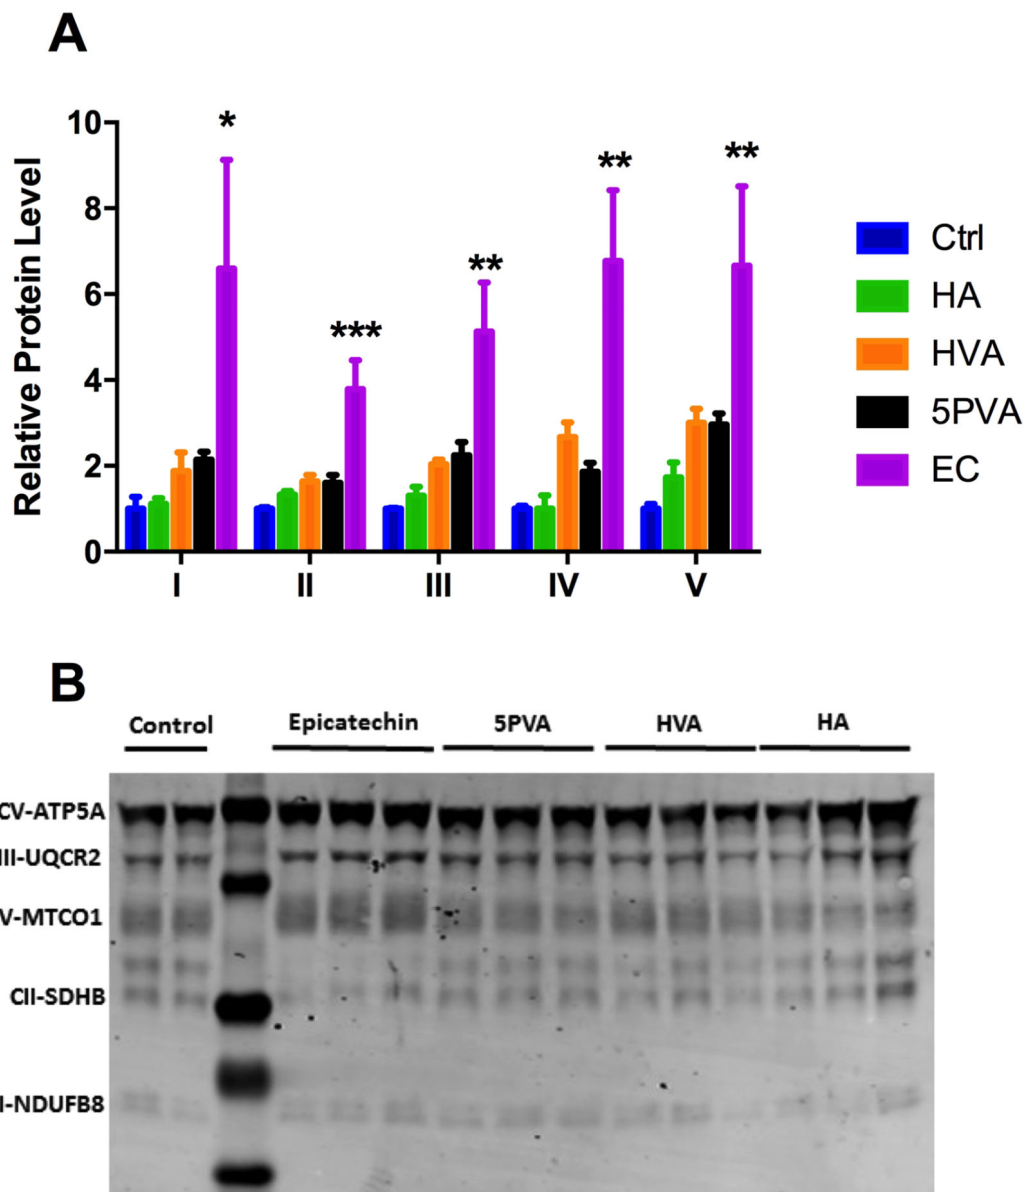 A
10
8
6
4
2
0
Relative Protein Level
*
***
**
**
**
I
II
III
IV
V
Ctrl
HA
HVA
5PVA
EC
B
Control
Epicatechin
5PVA
HVA
HA
CV-ATP5A
III-UQCR2
V-MTCO1
CII-SDHB
I-NDUFB8